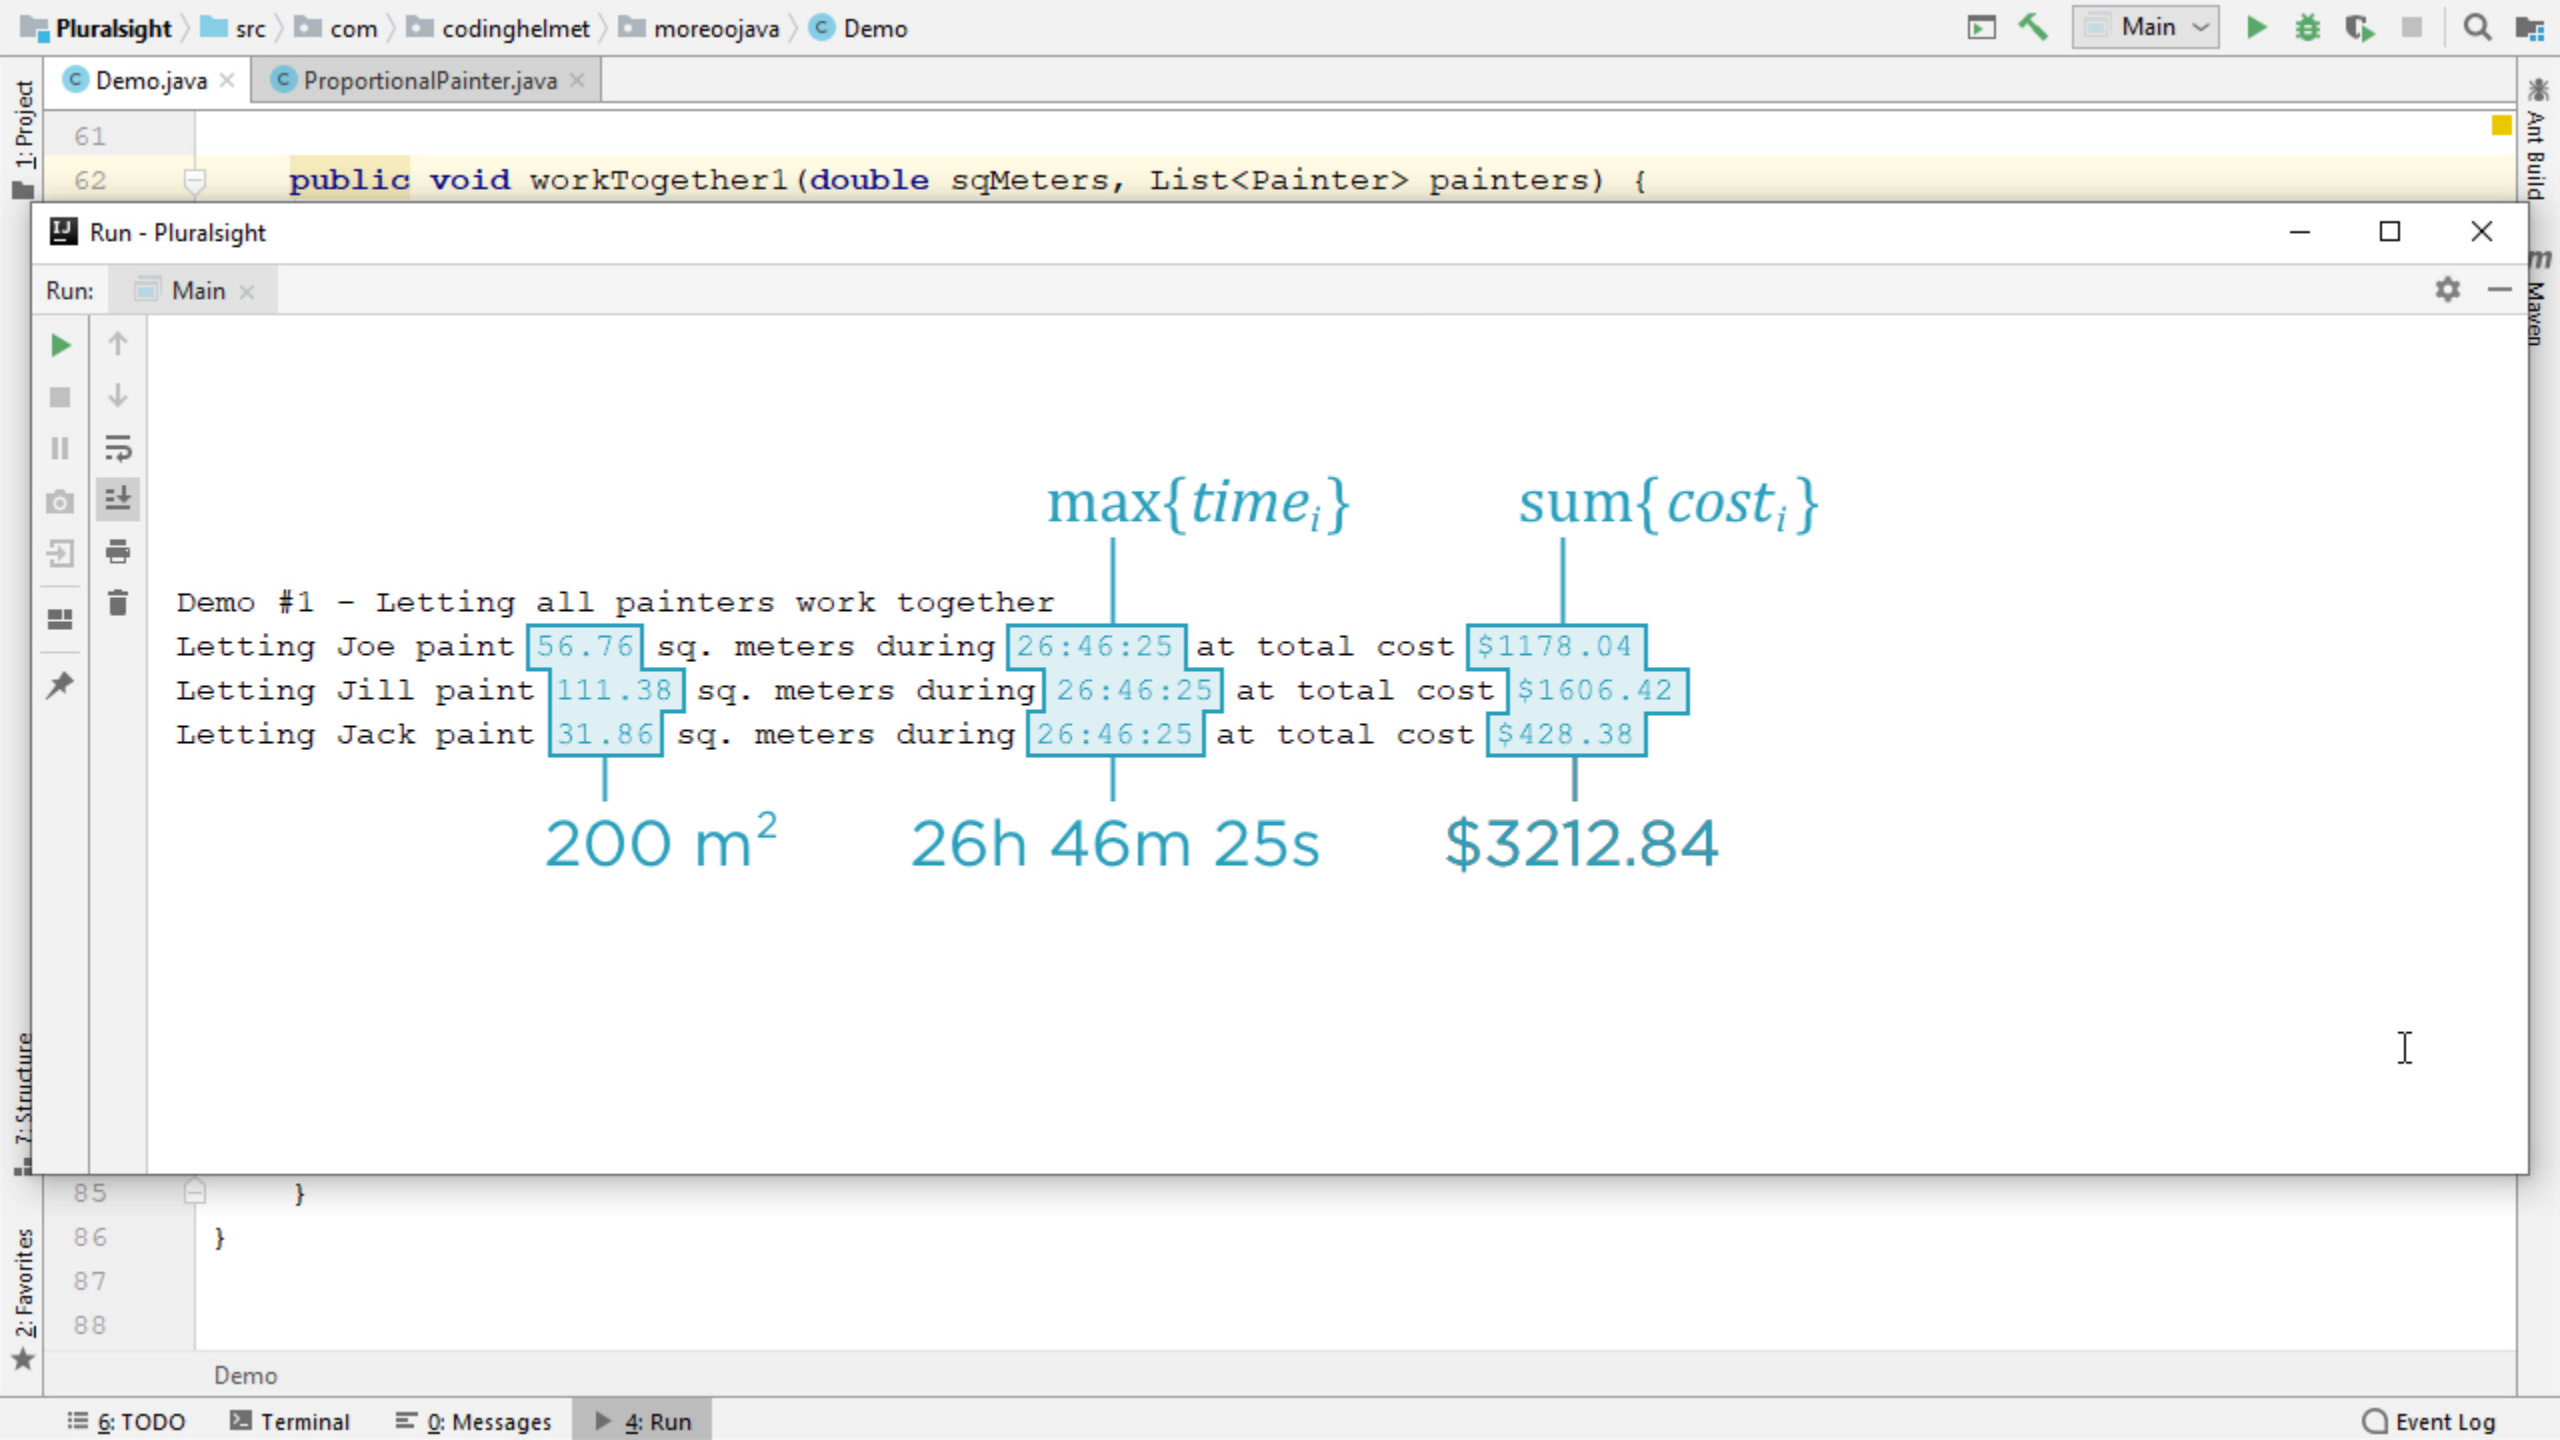 Pluralsight src com codinghelmet moreoojava Demo Main
Demo.java ProportionalPainter.java
1: Project
Ant Build
Maven
61
62 public void workTogether1(double sqMeters, List<Painter> painters) {
Run - Pluralsight
Run: Main
max{time_i} sum{cost_i}
Demo #1 - Letting all painters work together
Letting Joe paint 56.76 sq. meters during 26:46:25 at total cost $1178.04
Letting Jill paint 111.38 sq. meters during 26:46:25 at total cost $1606.42
Letting Jack paint 31.86 sq. meters during 26:46:25 at total cost $428.38
200 m² 26h 46m 25s $3212.84
7: Structure
2: Favorites
85 }
86 }
87
88
Demo
6: TODO Terminal 0: Messages 4: Run Event Log